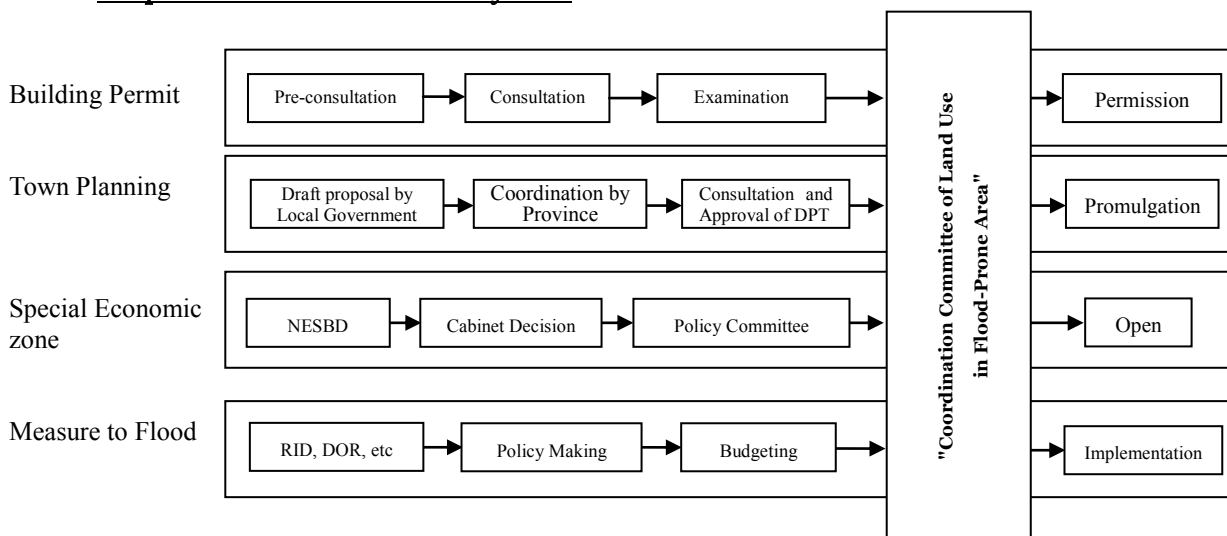 Building Permit
Pre-consultation
Consultation
Examination
Permission
Town Planning
Draft proposal by
Local Government
Coordination by
Province
Consultation and
Approval of DPT
Promulgation
Special Economic
zone
NESBD
Cabinet Decision
Policy Committee
Open
Measure to Flood
RID, DOR, etc
Policy Making
Budgeting
Implementation
"Coordination Committee of Land Use
in Flood-Prone Area"